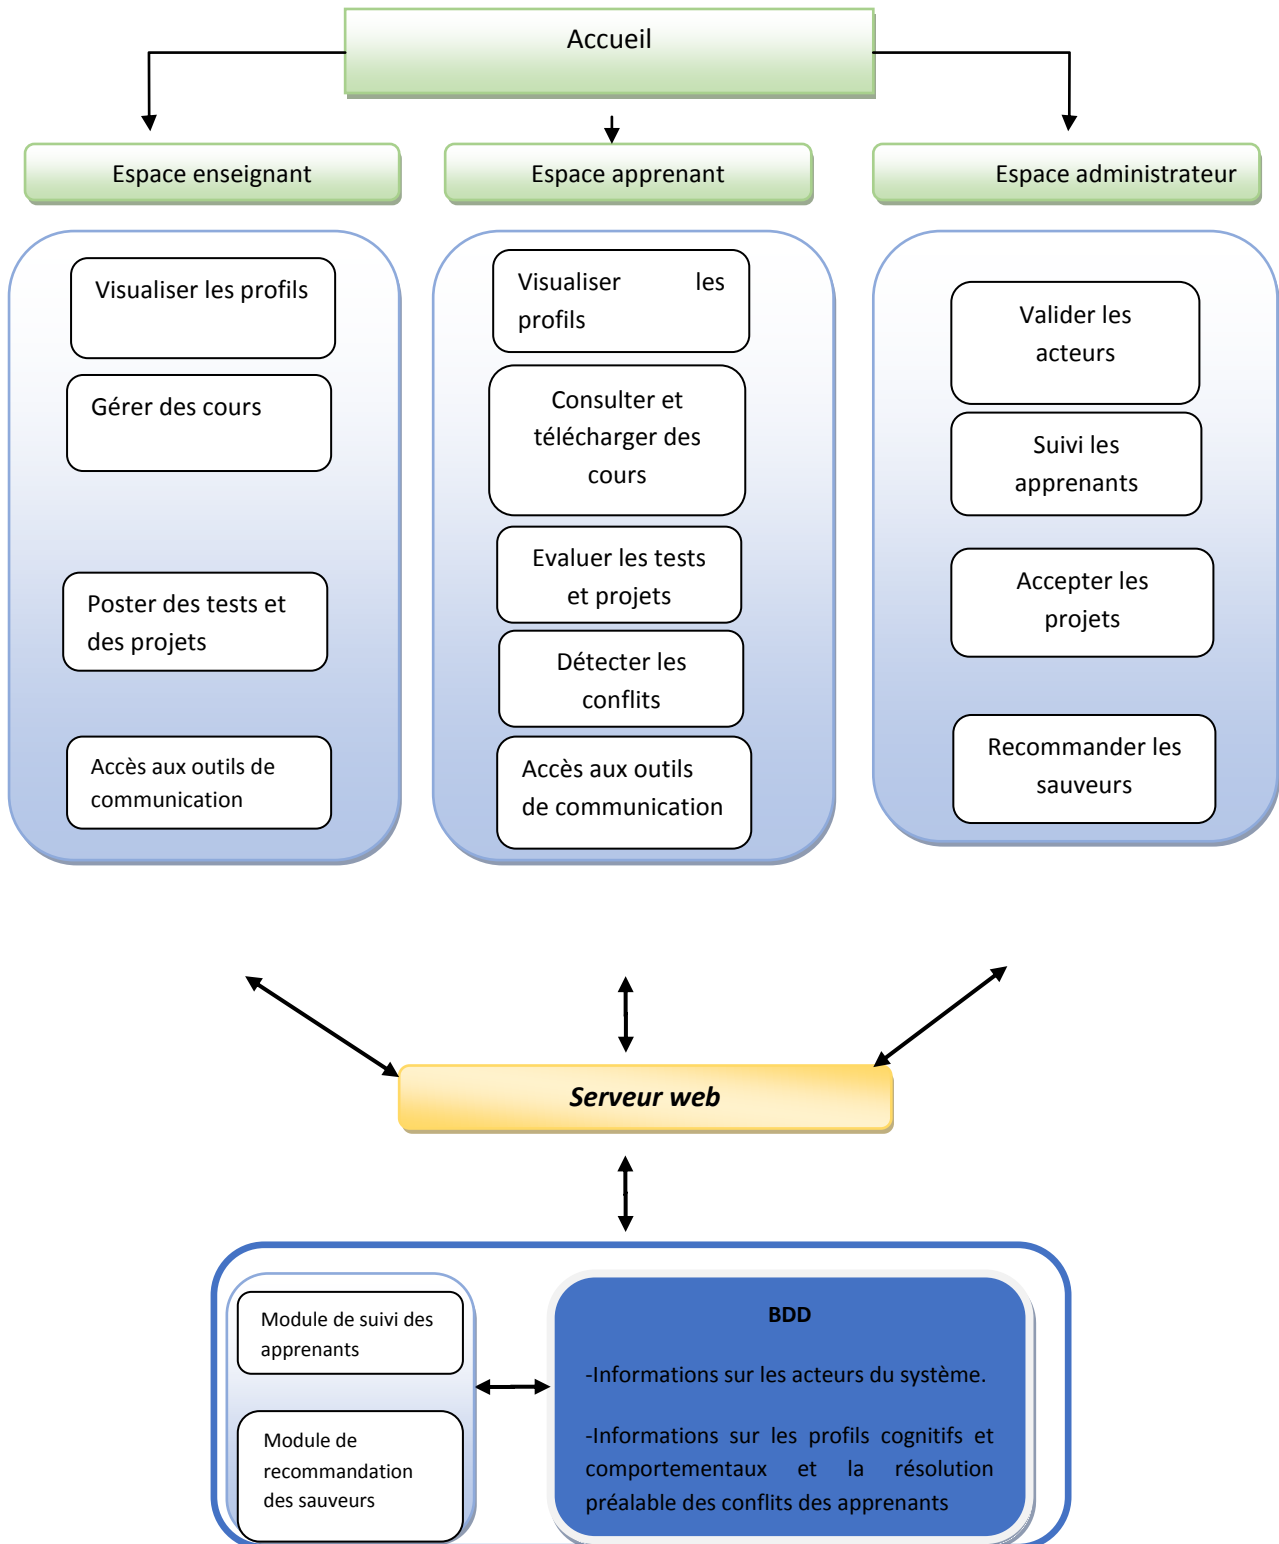 Accueil
Espace enseignant
Espace apprenant
Espace administrateur
Visualiser les profils
Gérer des cours
Poster des tests et
des projets
Accès aux outils de
communication
Visualiser les
profils
Consulter et
télécharger des
cours
Evaluer les tests
et projets
Détecter les
conflits
Accès aux outils
de communication
Valider les
acteurs
Suivi les
apprenants
Accepter les
projets
Recommander les
sauveurs
Serveur web
Module de suivi des
apprenants
Module de
recommandation
des sauveurs
BDD
-Informations sur les acteurs du système.
-Informations sur les profils cognitifs et
comportementaux et la résolution
préalable des conflits des apprenants